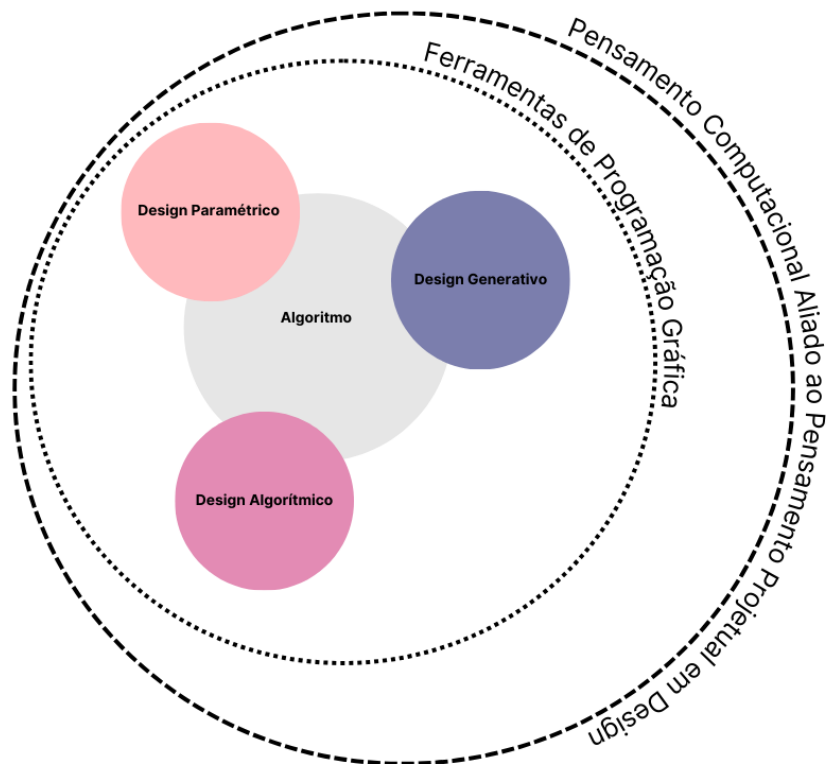 Pensamento Computacional Aliado ao Pensamento Projetual em Design
Ferramentas de Programação Gráfica
Design Paramétrico
Design Generativo
Algoritmo
Design Algorítmico